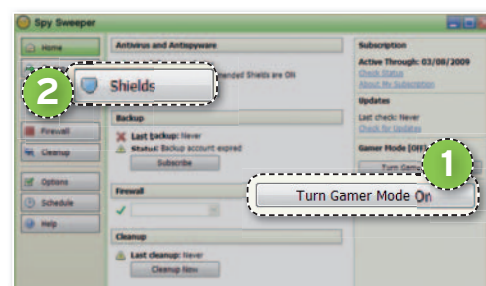 Spy Sweeper
Home
2
Shields
Firewall
Cleanup
Options
Schedule
Help
Antivirus and Antispyware
ended Shields are ON
Backup
Last backup: Never
Status: Backup account expired
Subscribe
Firewall
Cleanup
Last cleanup: Never
Cleanup Now
Subscription
Active Through: 03/08/2009
Check Status
About My Subscription
Updates
Last check: Never
Check for Updates
Gamer Mode [OFF]
1
Turn Gamer Mode On